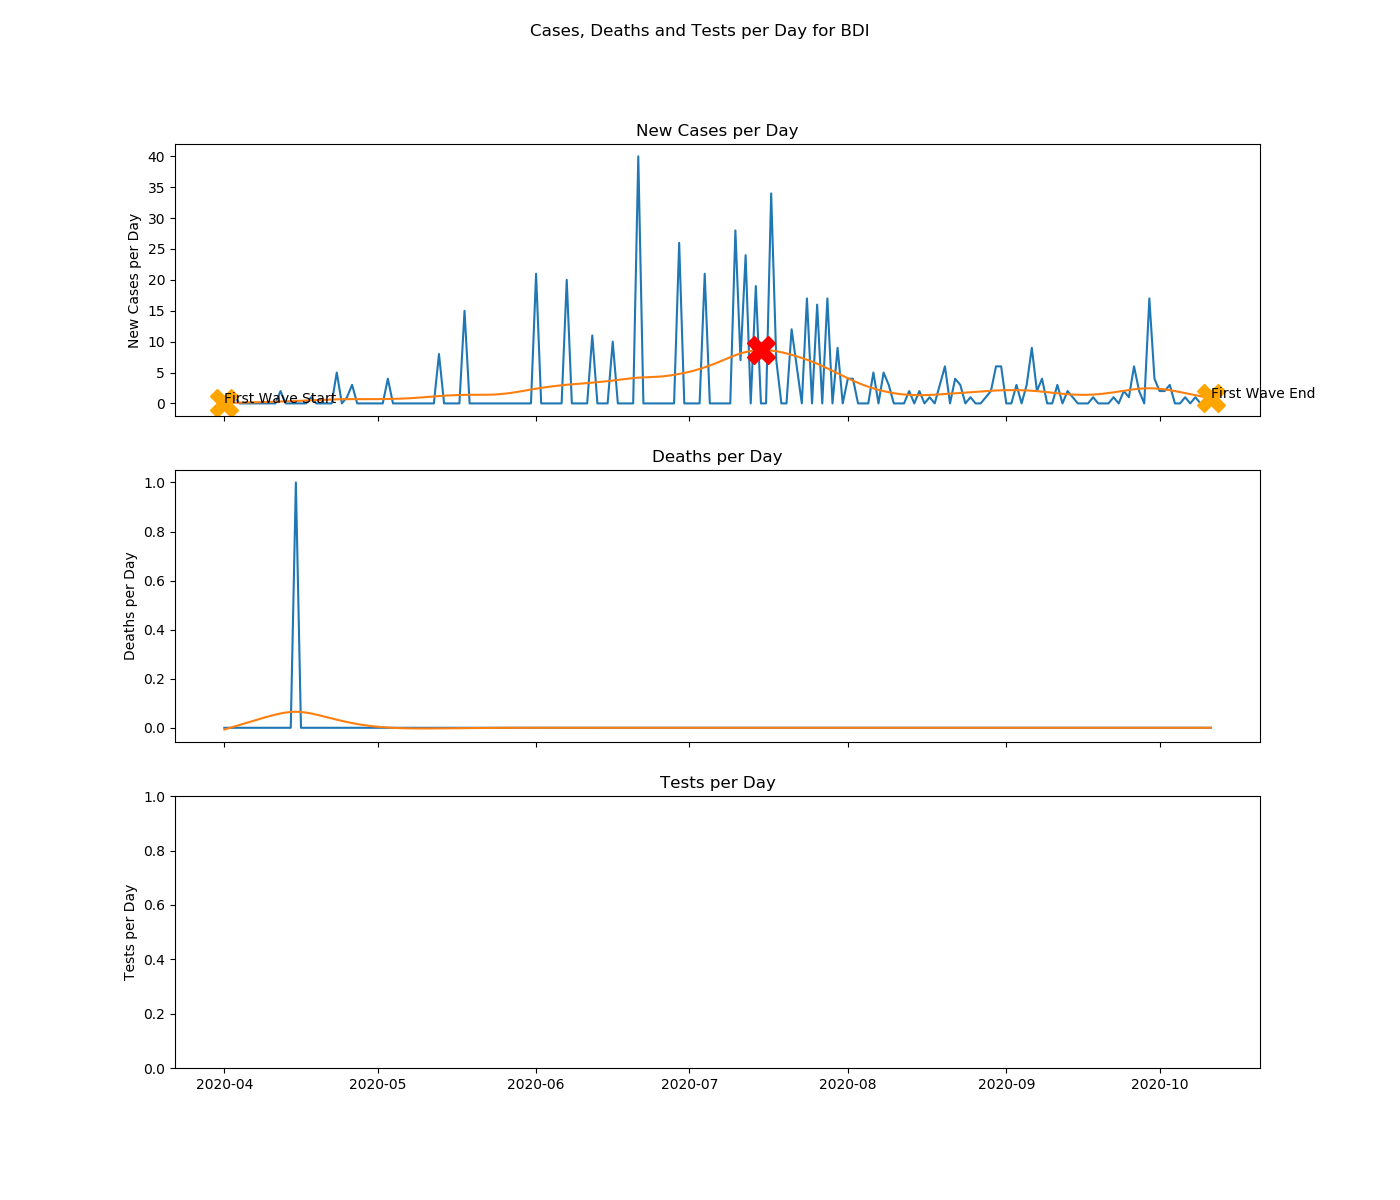 Cases, Deaths and Tests per Day for BDI
New Cases per Day
New Cases per Day
40
35
30
25
20
15
10
5
0
First Wave Start
First Wave End
Deaths per Day
Deaths per Day
1.0
0.8
0.6
0.4
0.2
0.0
Tests per Day
Tests per Day
1.0
0.8
0.6
0.4
0.2
0.0
2020-04 2020-05 2020-06 2020-07 2020-08 2020-09 2020-10